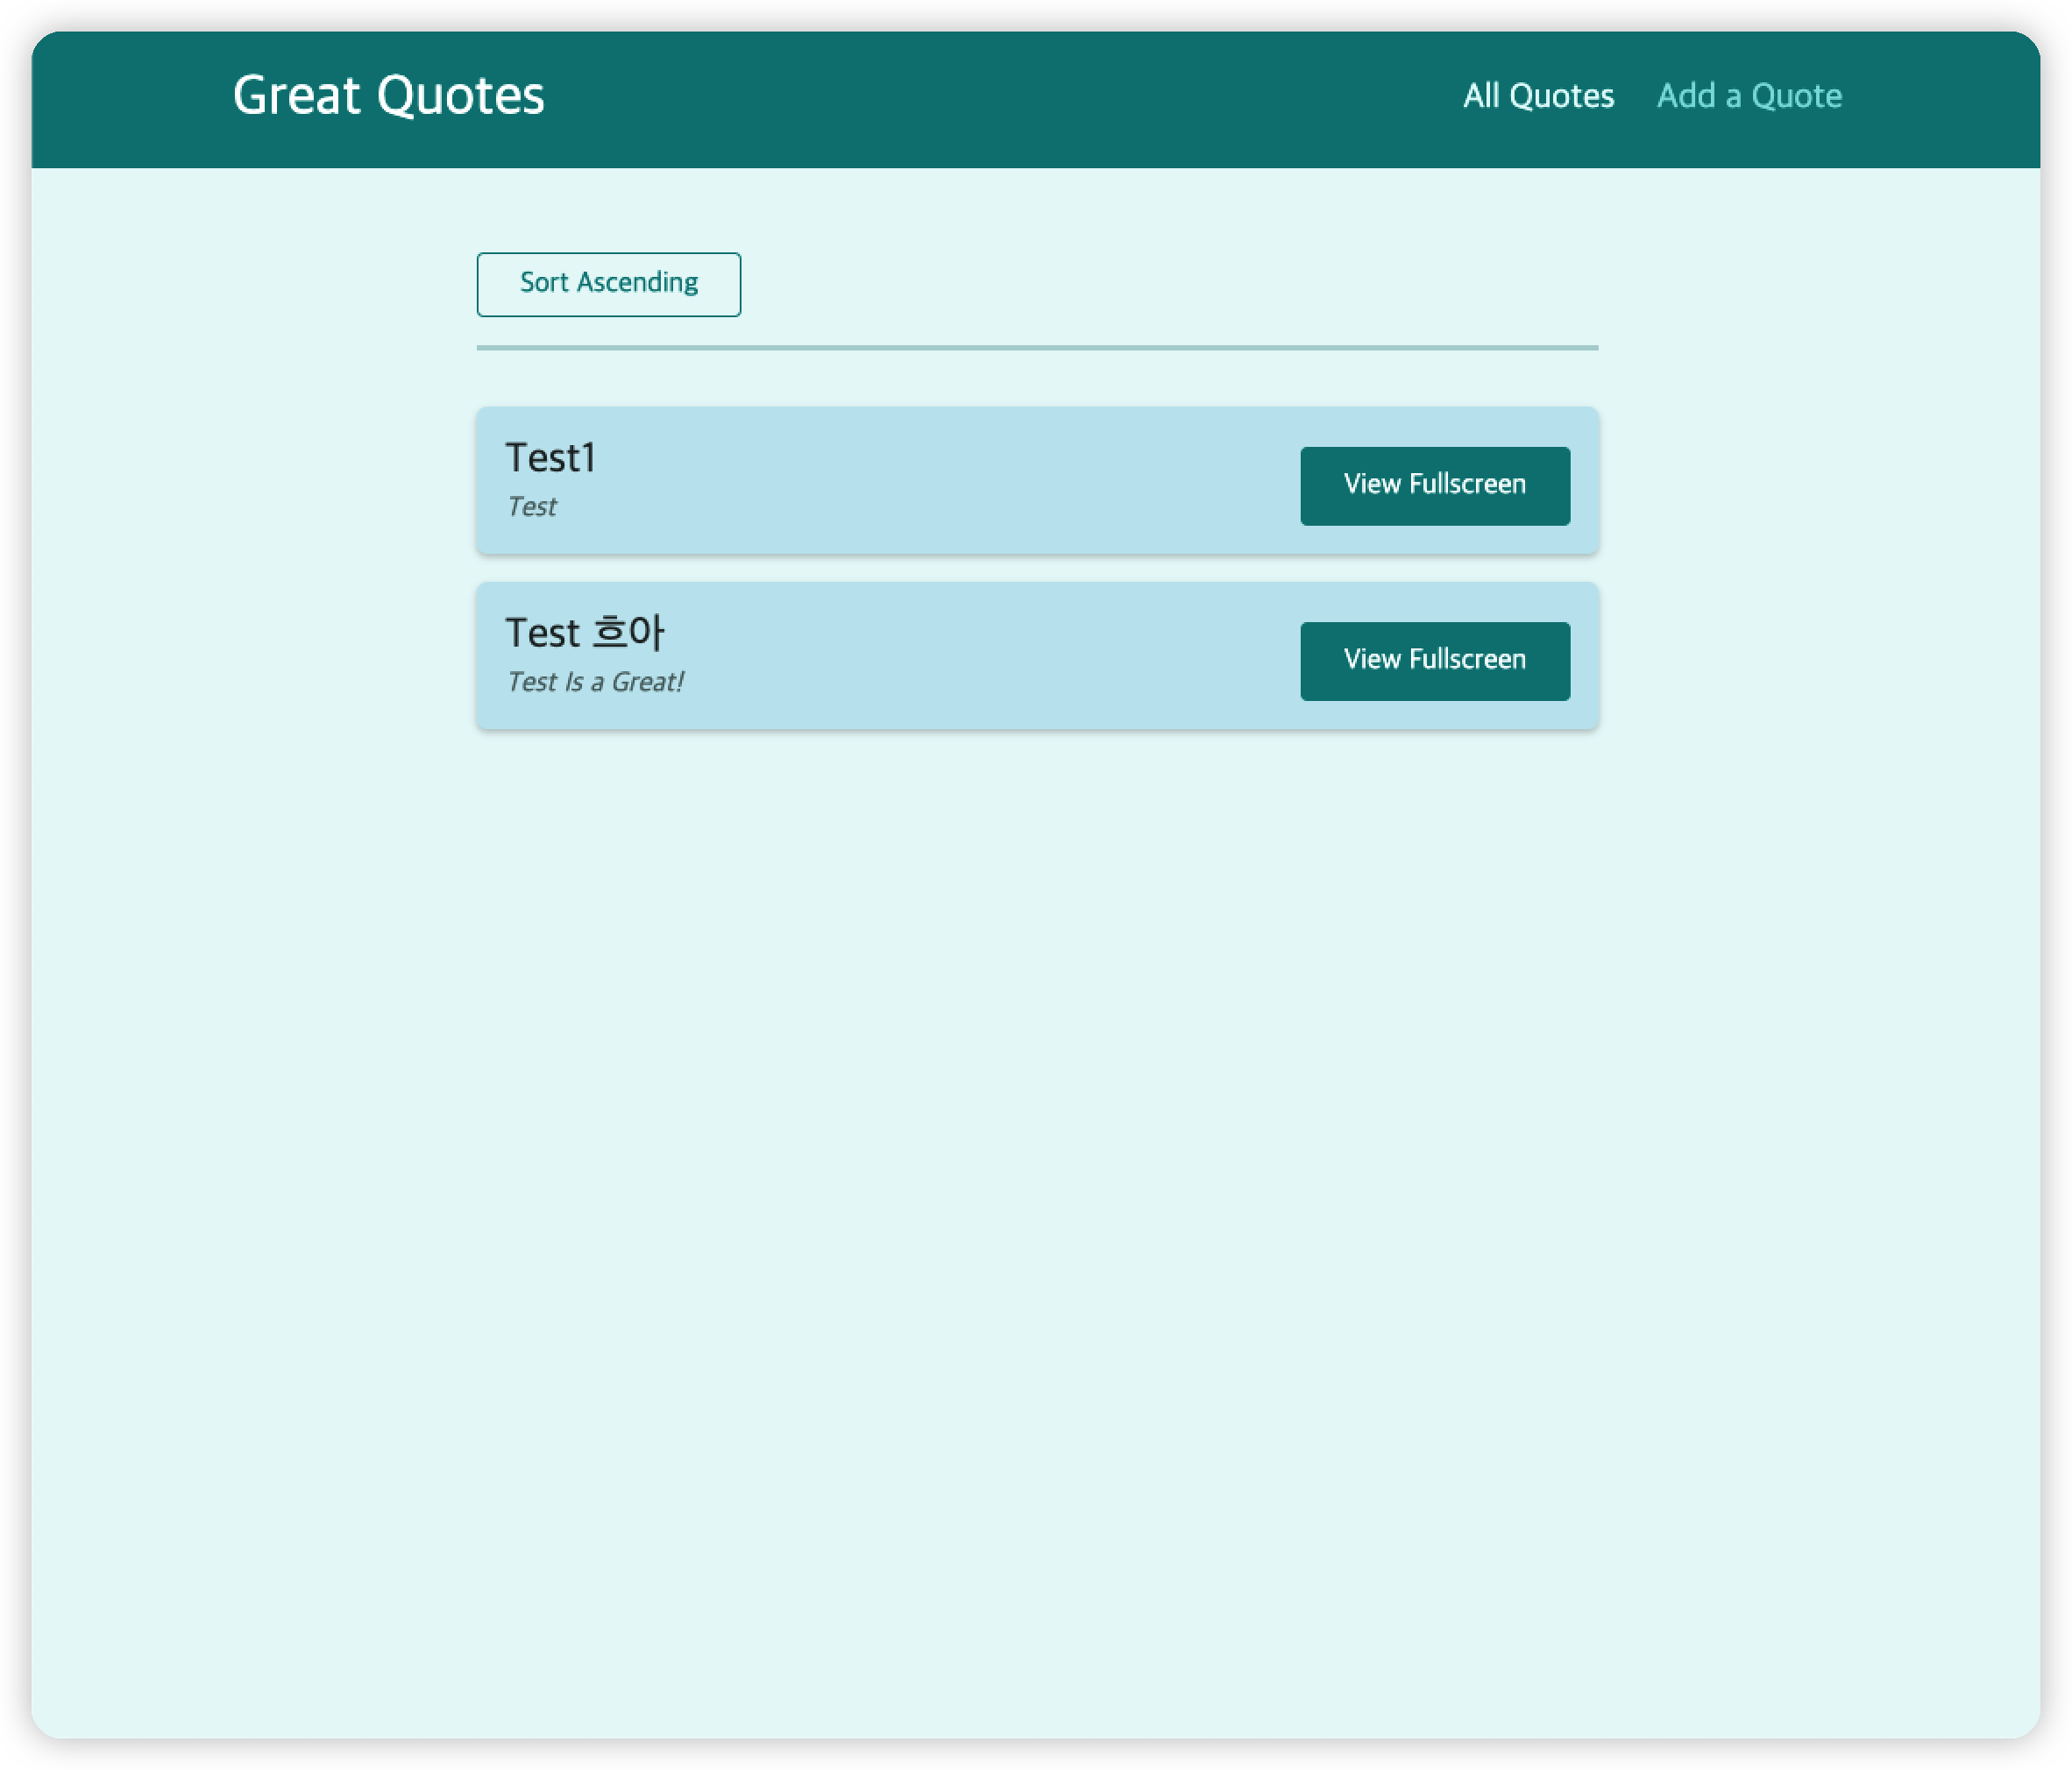 Great Quotes
All Quotes Add a Quote
Sort Ascending
Test1
Test
View Fullscreen
Test 흐아
Test Is a Great!
View Fullscreen